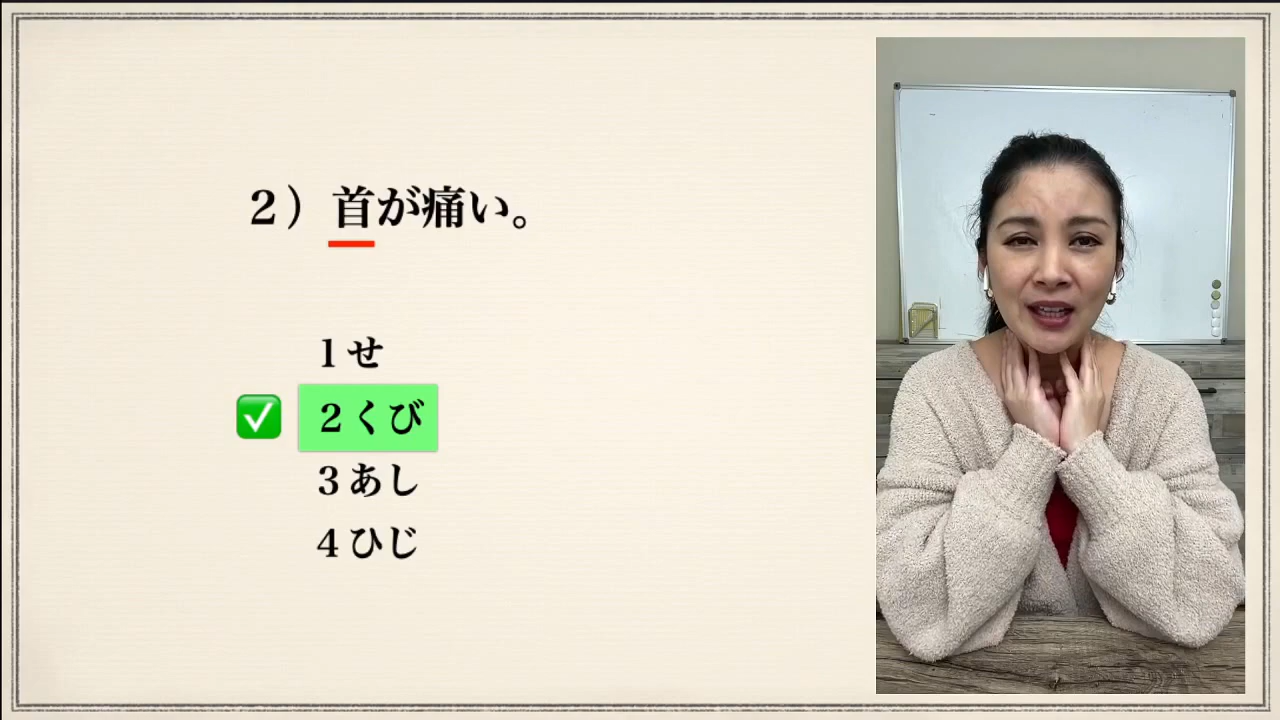 ２）首が痛い。
１せ
２くび
３あし
４ひじ